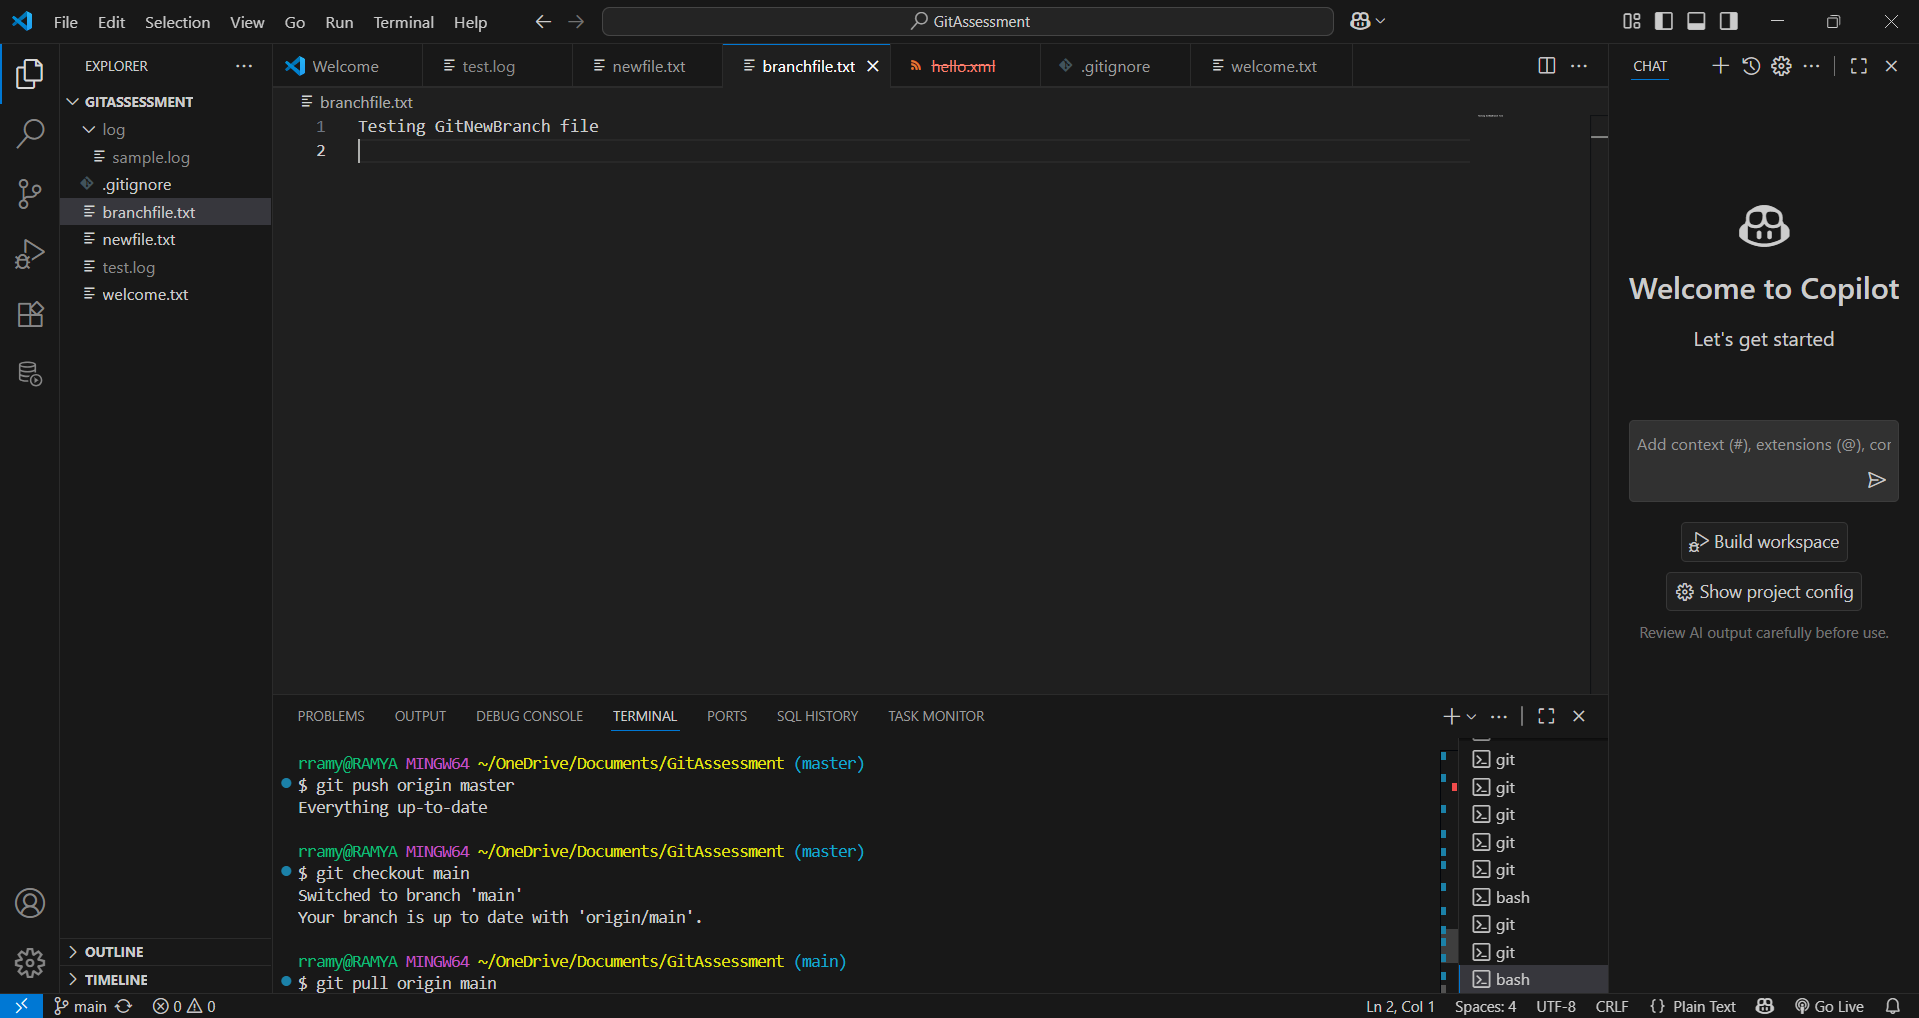 File Edit Selection View Go Run Terminal Help
GitAssessment
EXPLORER
GITASSESSMENT
log
sample.log
.gitignore
branchfile.txt
newfile.txt
test.log
welcome.txt
OUTLINE
TIMELINE
Welcome
test.log
newfile.txt
branchfile.txt
hello.xml
.gitignore
welcome.txt
branchfile.txt
1 Testing GitNewBranch file
2
PROBLEMS OUTPUT DEBUG CONSOLE TERMINAL PORTS SQL HISTORY TASK MONITOR
rramy@RAMYA MINGW64 ~/OneDrive/Documents/GitAssessment (master)
$ git push origin master
Everything up-to-date
rramy@RAMYA MINGW64 ~/OneDrive/Documents/GitAssessment (master)
$ git checkout main
Switched to branch 'main'
Your branch is up to date with 'origin/main'.
rramy@RAMYA MINGW64 ~/OneDrive/Documents/GitAssessment (main)
$ git pull origin main
git
git
git
git
git
bash
git
git
bash
CHAT
Welcome to Copilot
Let's get started
Add context (#), extensions (@), cor
Build workspace
Show project config
Review AI output carefully before use.
main 0 0
Ln 2, Col 1 Spaces: 4 UTF-8 CRLF {} Plain Text Go Live